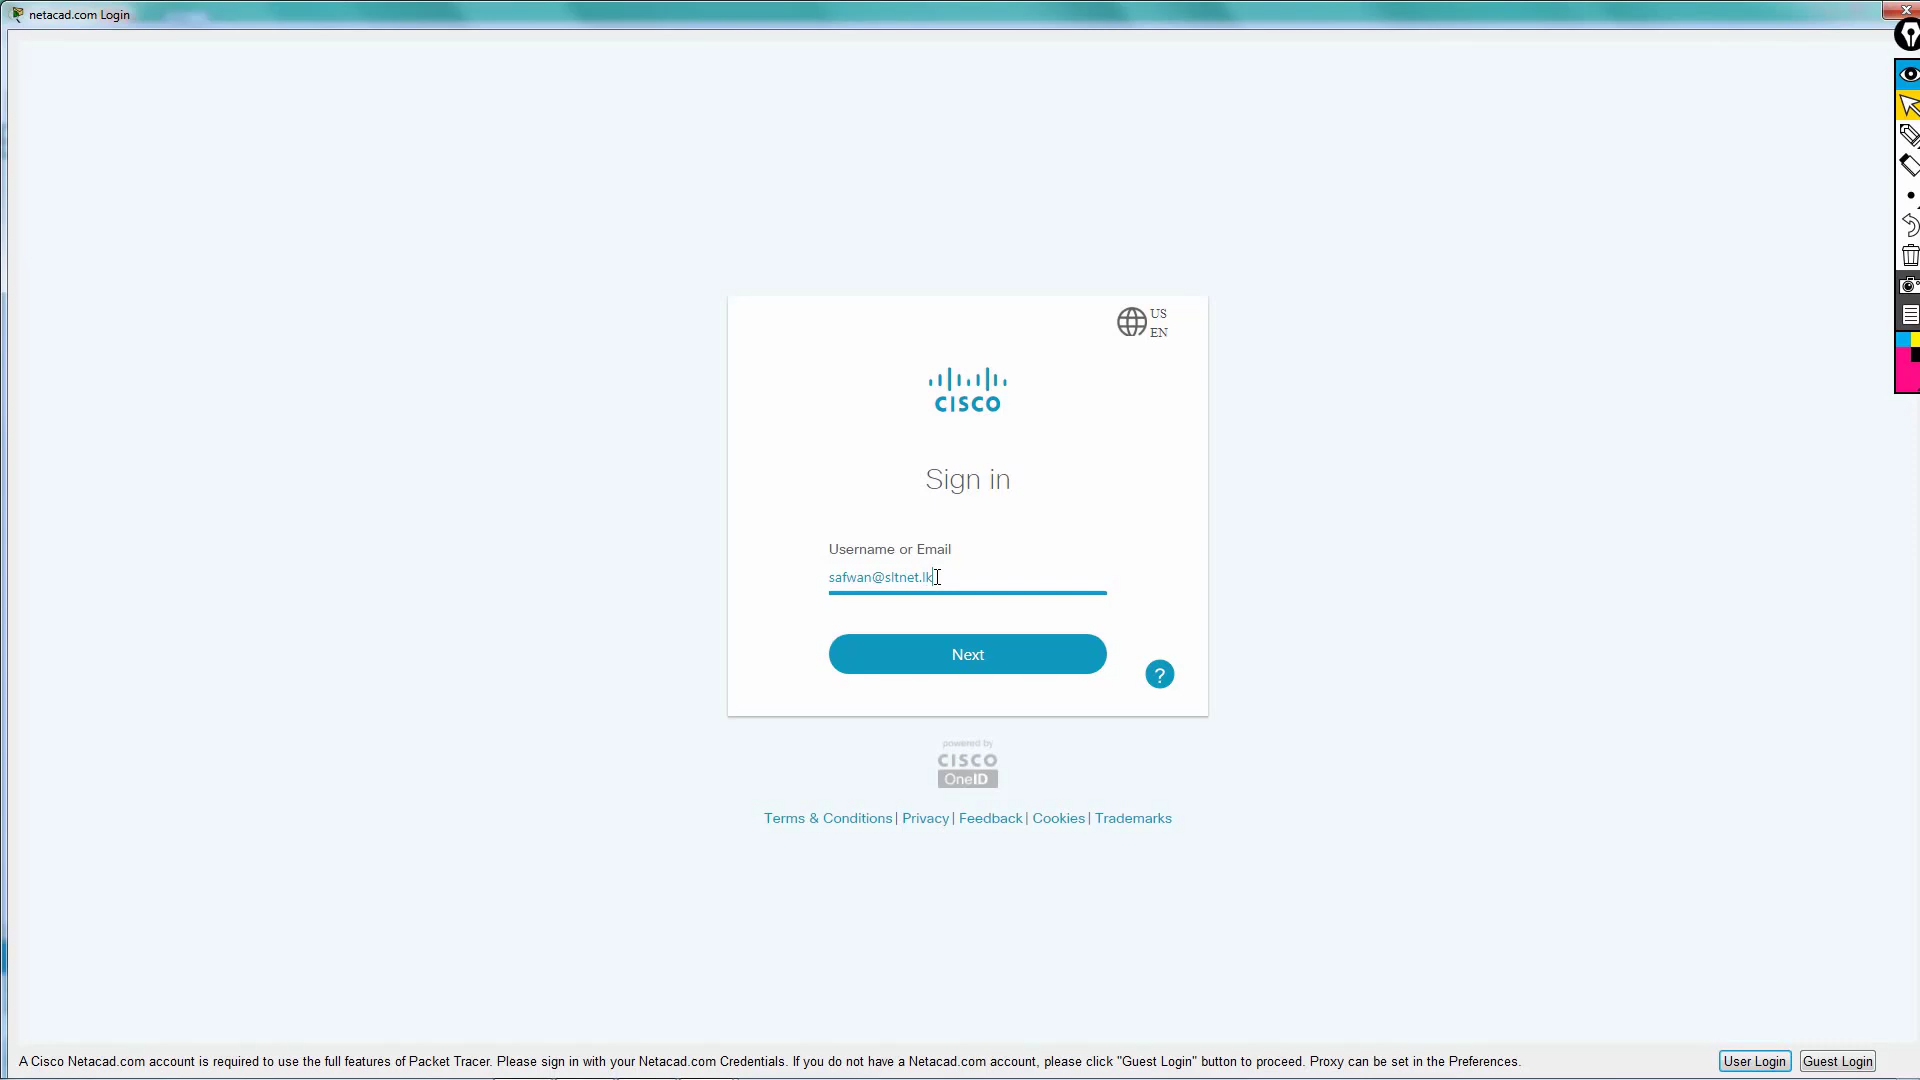 netacad.com Login
US
EN
CISCO
Sign in
Username or Email
safwan@sltnet.lk
Next
?
powered by
CISCO
OneID
Terms & Conditions| Privacy| Feedback| Cookies| Trademarks
A Cisco Netacad.com account is required to use the full features of Packet Tracer. Please sign in with your Netacad.com Credentials. If you do not have a Netacad.com account, please click "Guest Login" button to proceed. Proxy can be set in the Preferences.
User Login
Guest Login